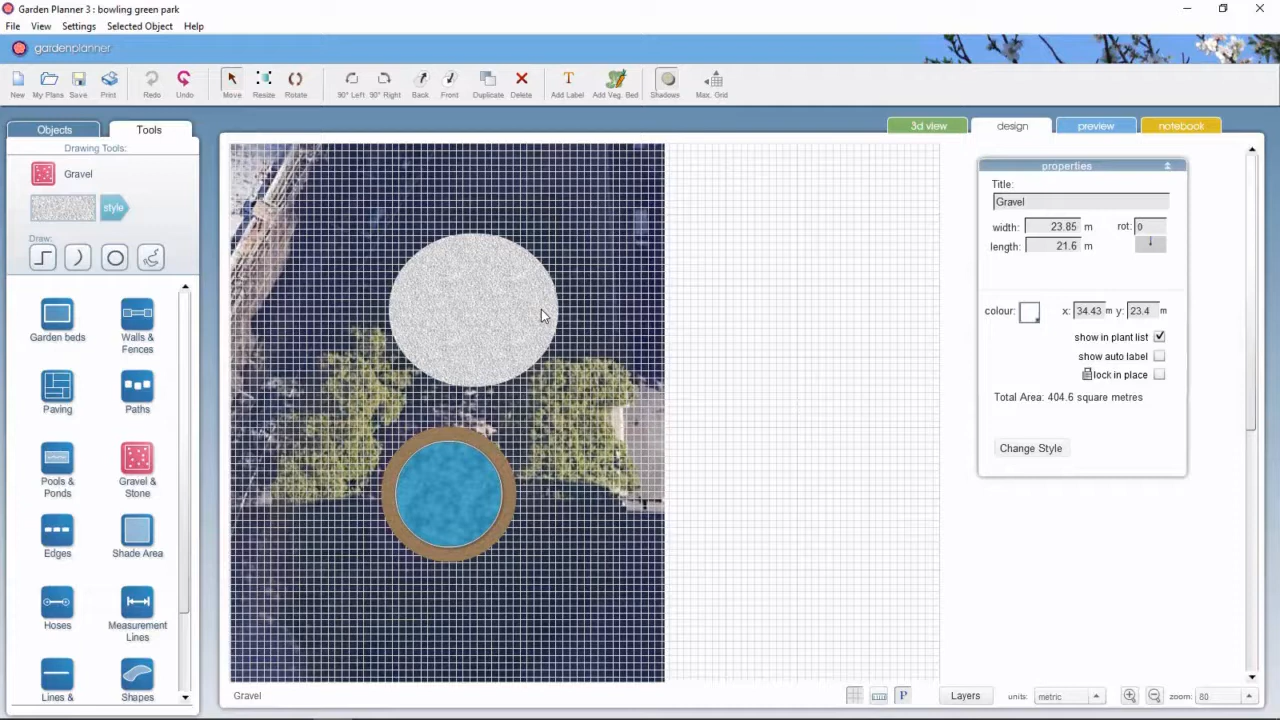 Garden Planner 3 : bowling green park
File View Settings Selected Object Help
gardenplanner
New My Plans Save Print Redo Undo Move Resize Rotate 90° Left 90° Right Back Front Duplicate Delete Add Label Add Veg. Bed Shadows Max. Grid
Objects Tools
3d view design preview notebook
Drawing Tools:
Gravel
style
Draw:
Garden beds
Walls & Fences
Paving
Paths
Pools & Ponds
Gravel & Stone
Edges
Shade Area
Hoses
Measurement Lines
Lines &
Shapes
properties
Title:
Gravel
width: 23.85 m rot: 0
length: 21.6 m
colour: x: 34.43 m y: 23.4 m
show in plant list
show auto label
lock in place
Total Area: 404.6 square metres
Change Style
Gravel
P
Layers
units: metric
zoom: 80